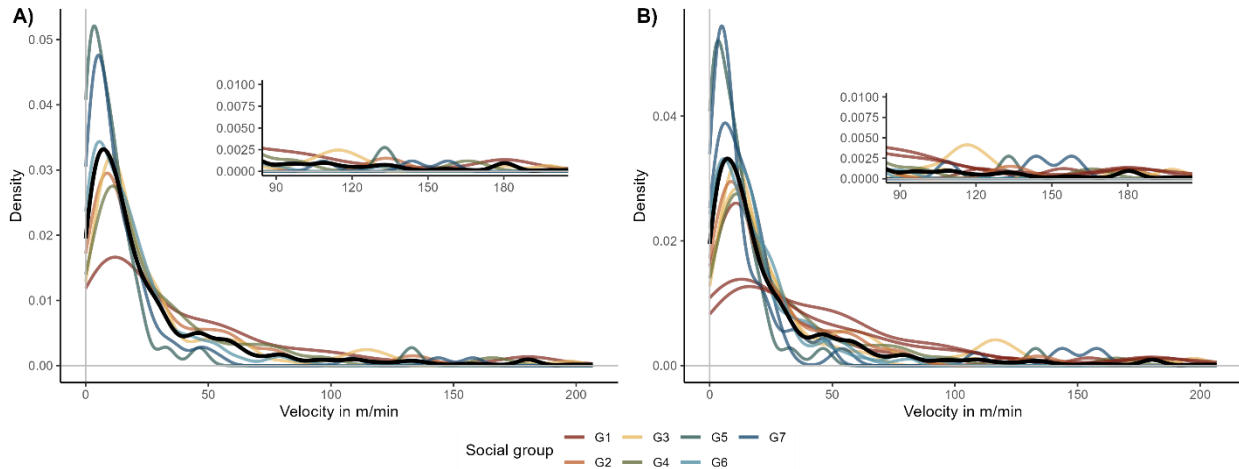 A)
B)
0.05
0.04
0.03
0.02
0.01
0.00
Density
0.0100
0.0075
0.0050
0.0025
0.0000
90 120 150 180
0 50 100 150 200
Velocity in m/min
0.04
0.02
0.00
Density
0.0100
0.0075
0.0050
0.0025
0.0000
90 120 150 180
0 50 100 150 200
Velocity in m/min
Social group
G1 G3 G5 G7
G2 G4 G6